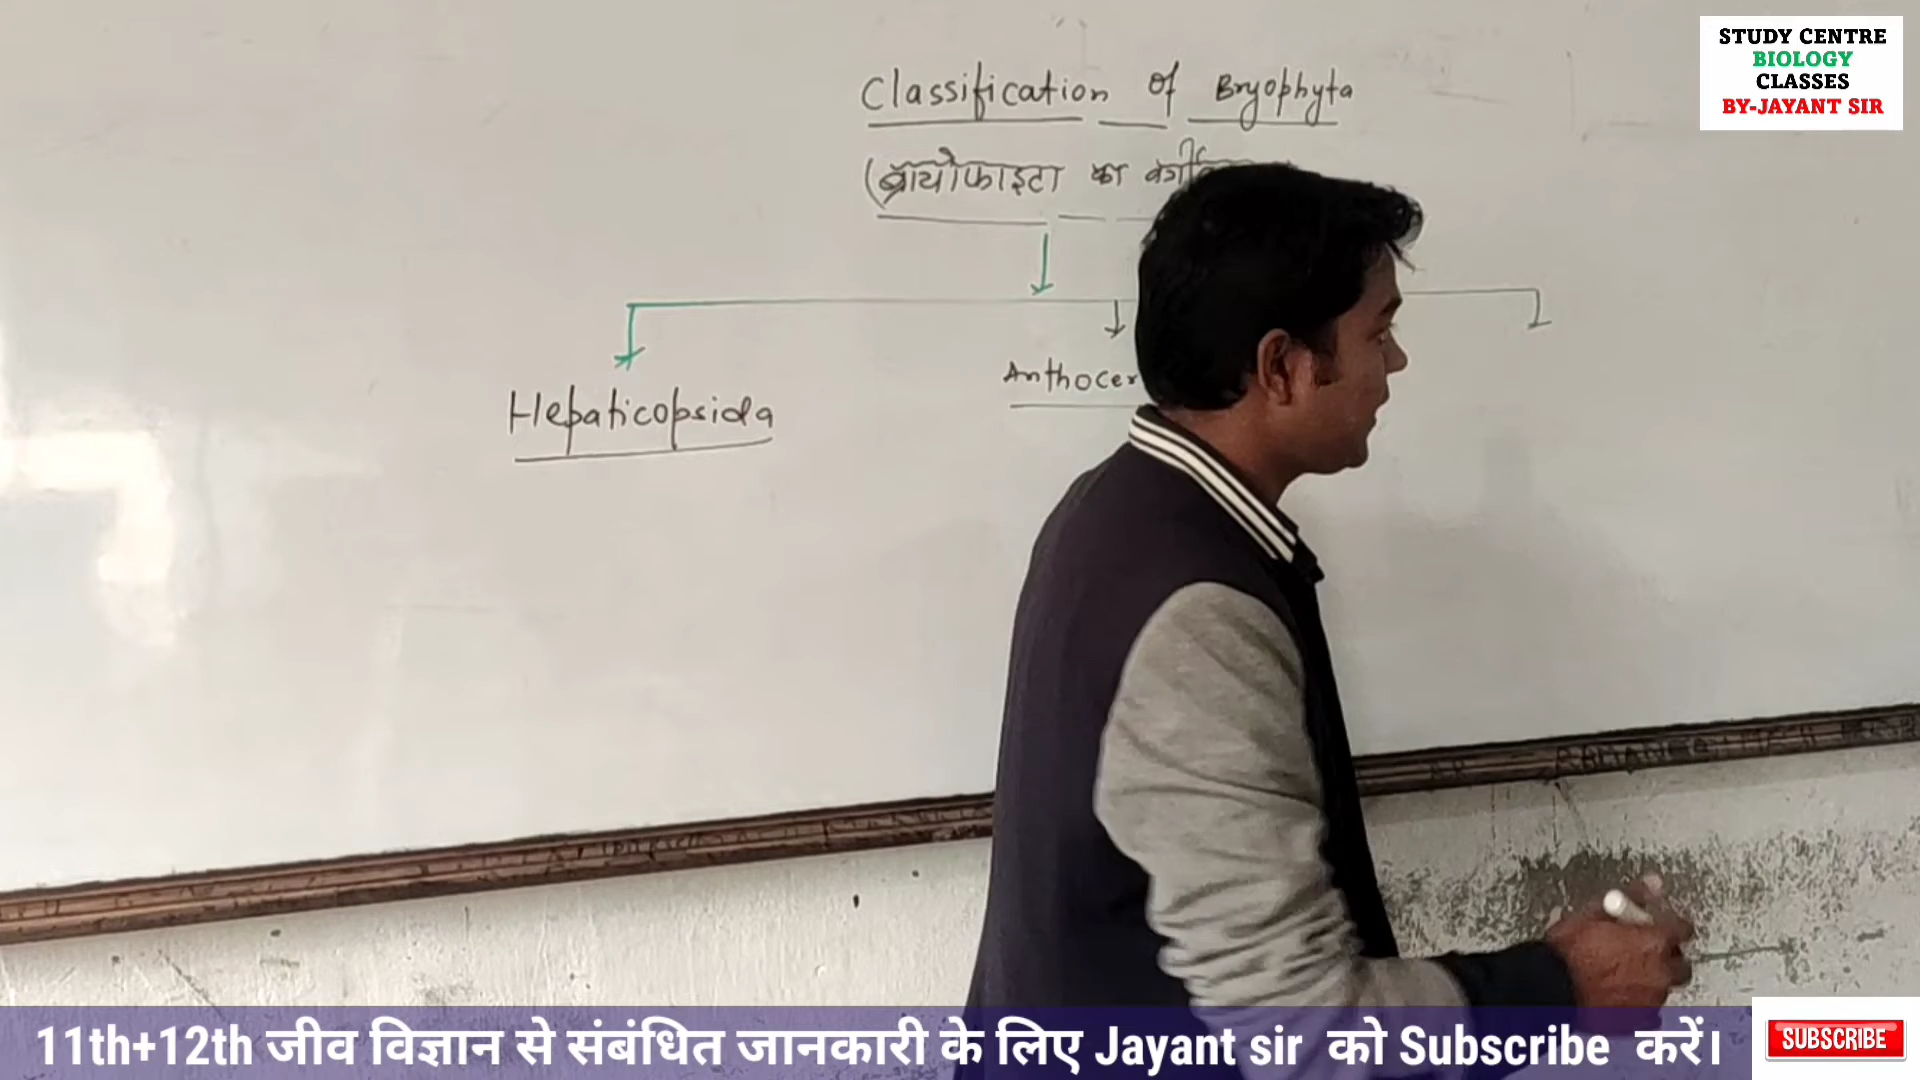 Classification of Bryophyta
(ब्रायोफाइटा का
Hepaticopsida
Anthocer
STUDY CENTRE
BIOLOGY
CLASSES
BY-JAYANT SIR
11th+12th जीव विज्ञान से संबंधित जानकारी के लिए Jayant sir को Subscribe करें।
SUBSCRIBE